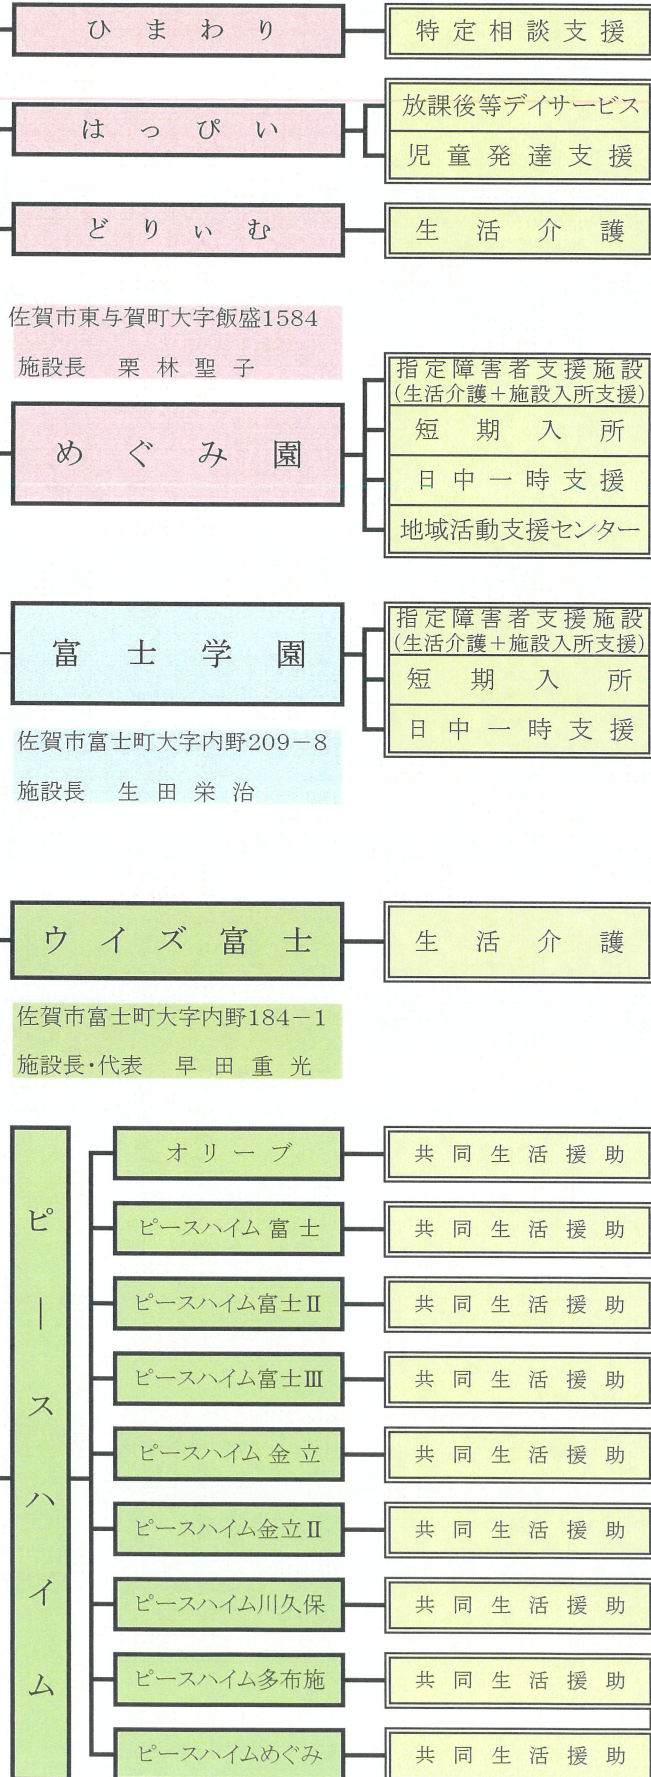 ひまわり
特定相談支援
はっぴい
放課後等デイサービス
児童発達支援
どりぃむ
生活介護
佐賀市東与賀町大字飯盛1584
施設長 栗林聖子
めぐみ園
指定障害者支援施設
(生活介護+施設入所支援)
短期入所
日中一時支援
地域活動支援センター
富士学園
指定障害者支援施設
(生活介護+施設入所支援)
短期入所
日中一時支援
佐賀市富士町大字内野209-8
施設長 生田栄治
ウイズ富士
生活介護
佐賀市富士町大字内野184-1
施設長・代表 早田重光
ピースハイム
オリーブ
共同生活援助
ピースハイム富士
共同生活援助
ピースハイム富士Ⅱ
共同生活援助
ピースハイム富士Ⅲ
共同生活援助
ピースハイム金立
共同生活援助
ピースハイム金立Ⅱ
共同生活援助
ピースハイム川久保
共同生活援助
ピースハイム多布施
共同生活援助
ピースハイムめぐみ
共同生活援助